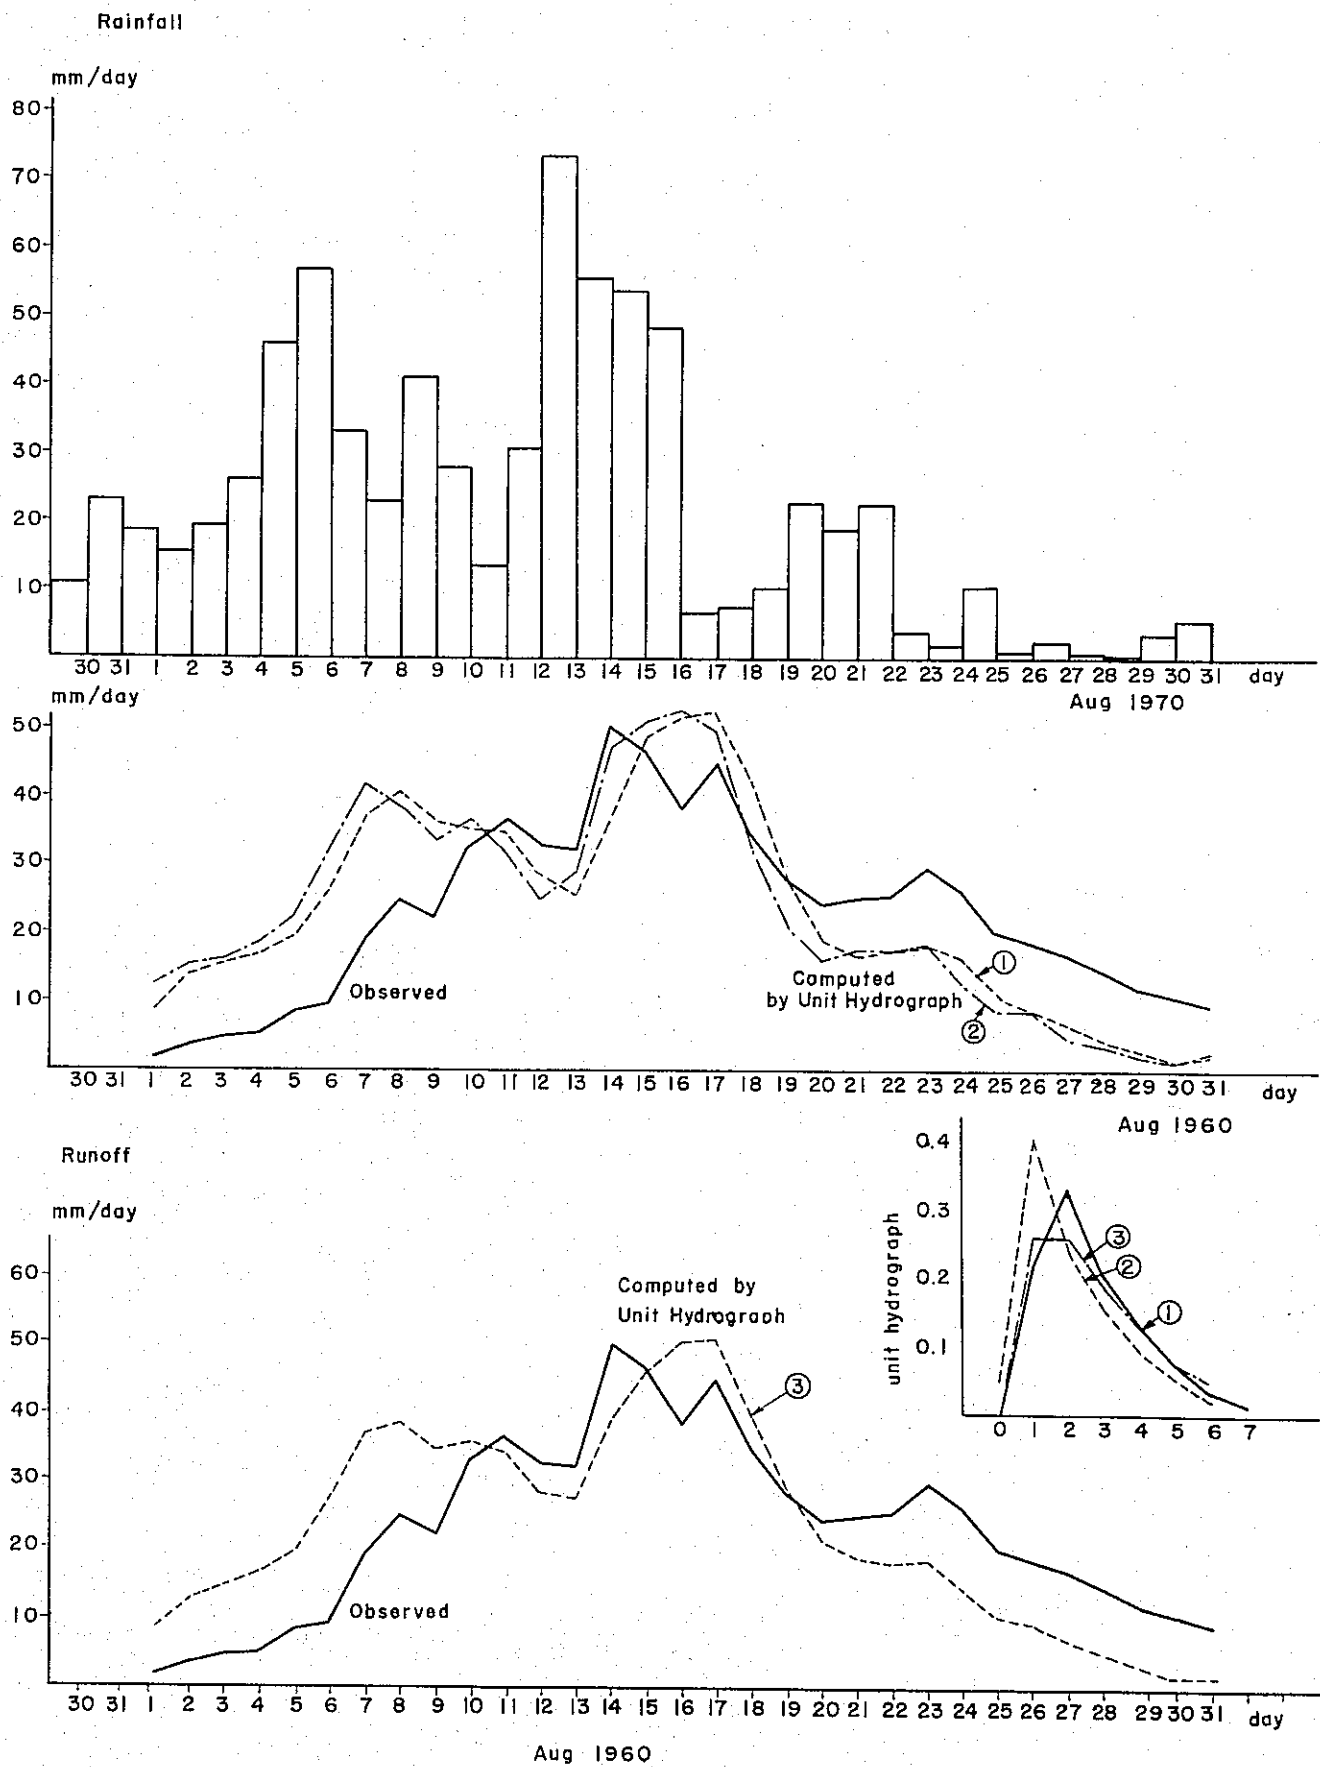 Rainfall
mm/day
80
70
60
50
40
30
20
10
30 31 1 2 3 4 5 6 7 8 9 10 11 12 13 14 15 16 17 18 19 20 21 22 23 24 25 26 27 28 29 30 31 day
Aug 1970
mm/day
50
40
30
20
10
Observed
Computed
by Unit Hydrograph
①
②
30 31 1 2 3 4 5 6 7 8 9 10 11 12 13 14 15 16 17 18 19 20 21 22 23 24 25 26 27 28 29 30 31 day
Aug 1960
Runoff
mm/day
60
50
40
30
20
10
Computed by
Unit Hydrograph
③
Observed
unit hydrograph
0.4
0.3
0.2
0.1
③
②
①
0 1 2 3 4 5 6 7
30 31 1 2 3 4 5 6 7 8 9 10 11 12 13 14 15 16 17 18 19 20 21 22 23 24 25 26 27 28 29 30 31 day
Aug 1960